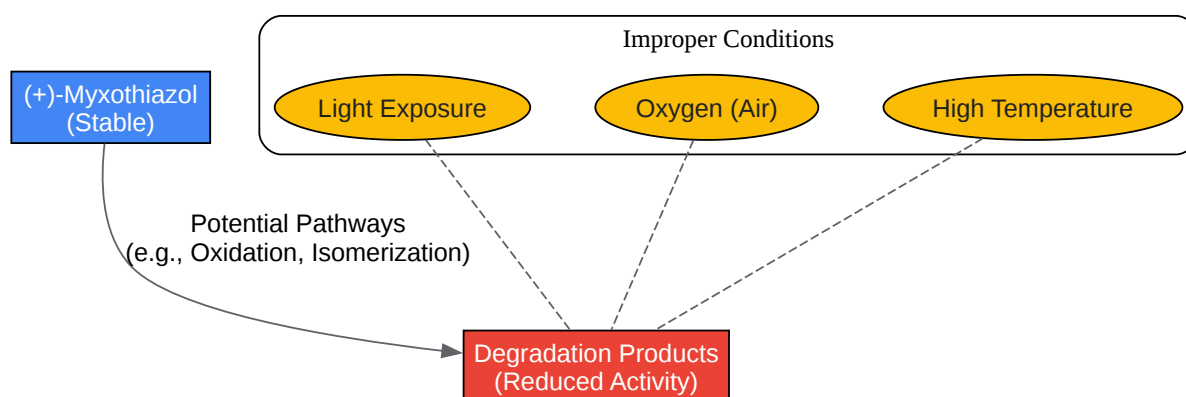 Improper Conditions
(+)-Myxothiazol
(Stable)
Light Exposure
Oxygen (Air)
High Temperature
Potential Pathways
(e.g., Oxidation, Isomerization)
Degradation Products
(Reduced Activity)